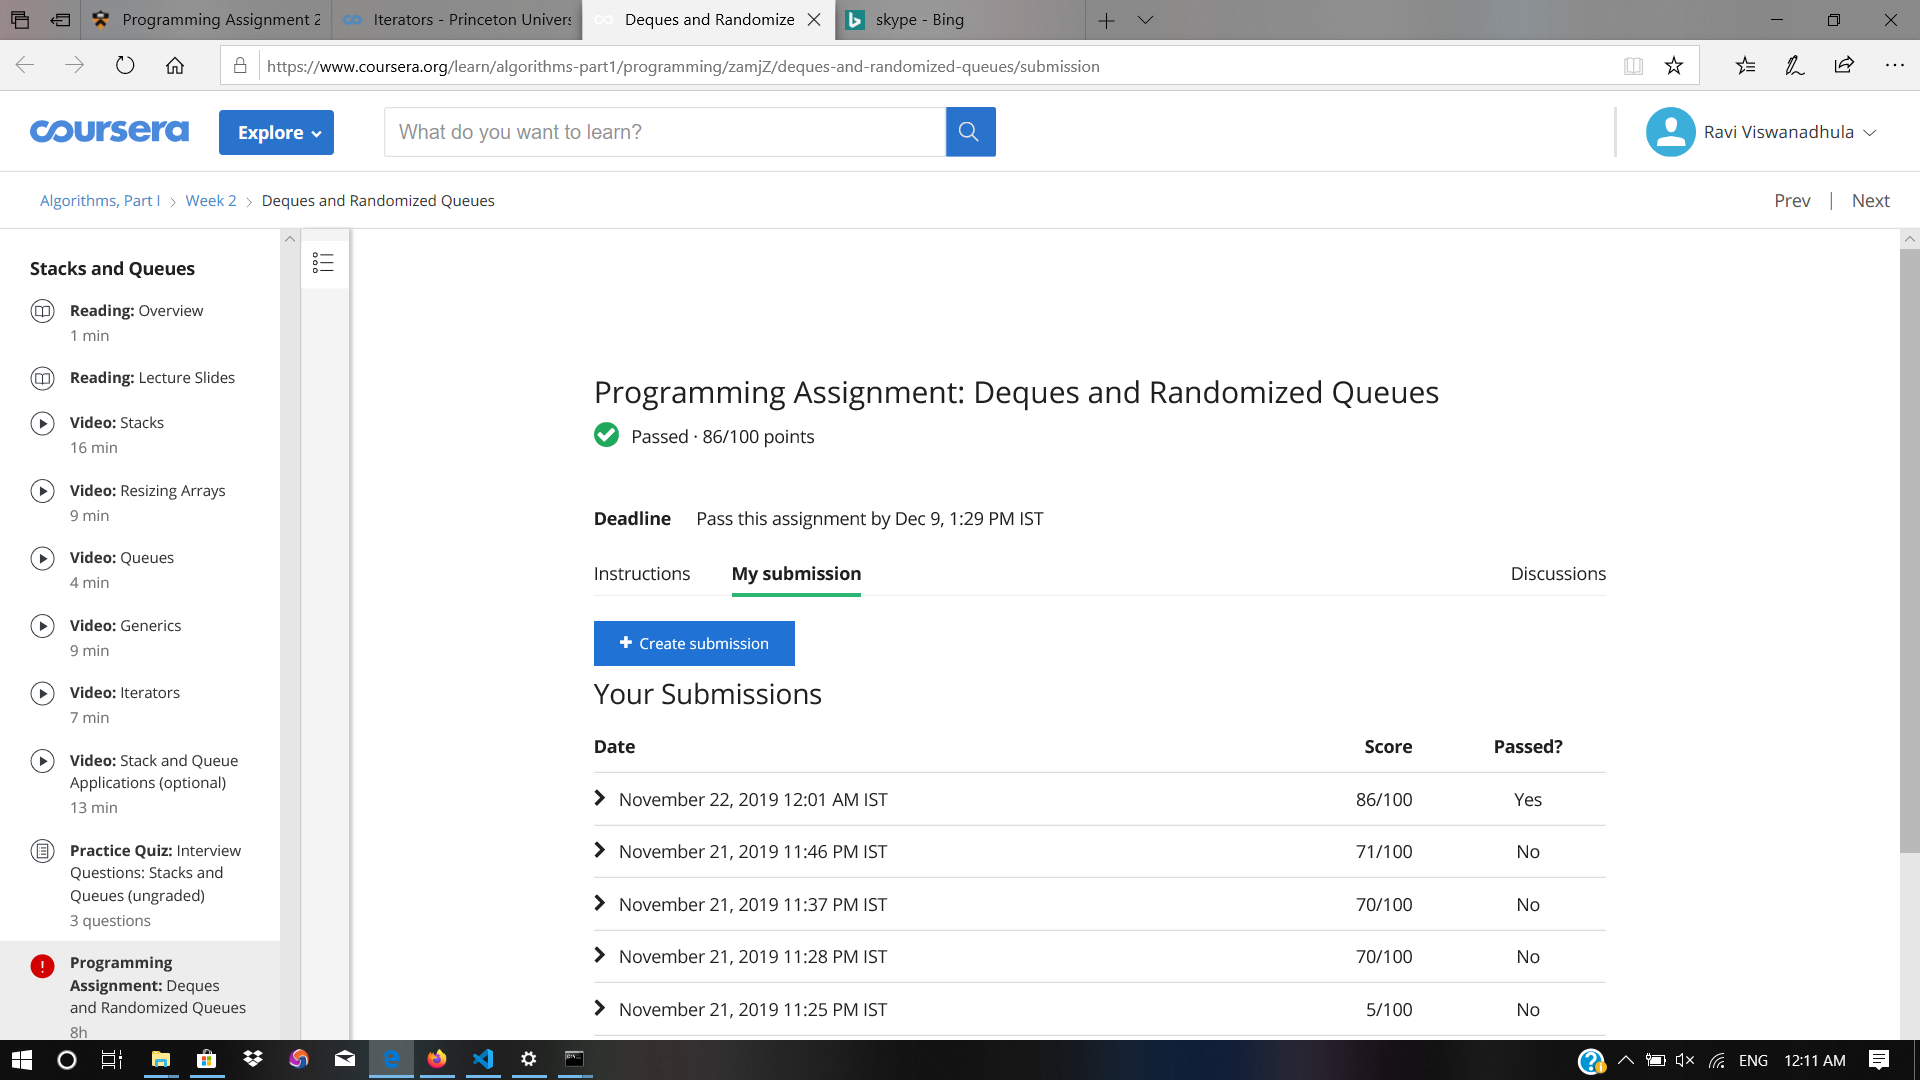 Programming Assignment 2
Iterators - Princeton Univers
Deques and Randomize
skype - Bing
https://www.coursera.org/learn/algorithms-part1/programming/zamjZ/deques-and-randomized-queues/submission
coursera
Explore
What do you want to learn?
Ravi Viswanadhula
Algorithms, Part I
Week 2
Deques and Randomized Queues
Prev | Next
Stacks and Queues
Reading: Overview
1 min
Reading: Lecture Slides
Video: Stacks
16 min
Video: Resizing Arrays
9 min
Video: Queues
4 min
Video: Generics
9 min
Video: Iterators
7 min
Video: Stack and Queue
Applications (optional)
13 min
Practice Quiz: Interview
Questions: Stacks and
Queues (ungraded)
3 questions
Programming
Assignment: Deques
and Randomized Queues
8h
Programming Assignment: Deques and Randomized Queues
Passed · 86/100 points
Deadline Pass this assignment by Dec 9, 1:29 PM IST
Instructions My submission Discussions
+ Create submission
Your Submissions
Date Score Passed?
November 22, 2019 12:01 AM IST 86/100 Yes
November 21, 2019 11:46 PM IST 71/100 No
November 21, 2019 11:37 PM IST 70/100 No
November 21, 2019 11:28 PM IST 70/100 No
November 21, 2019 11:25 PM IST 5/100 No
ENG 12:11 AM